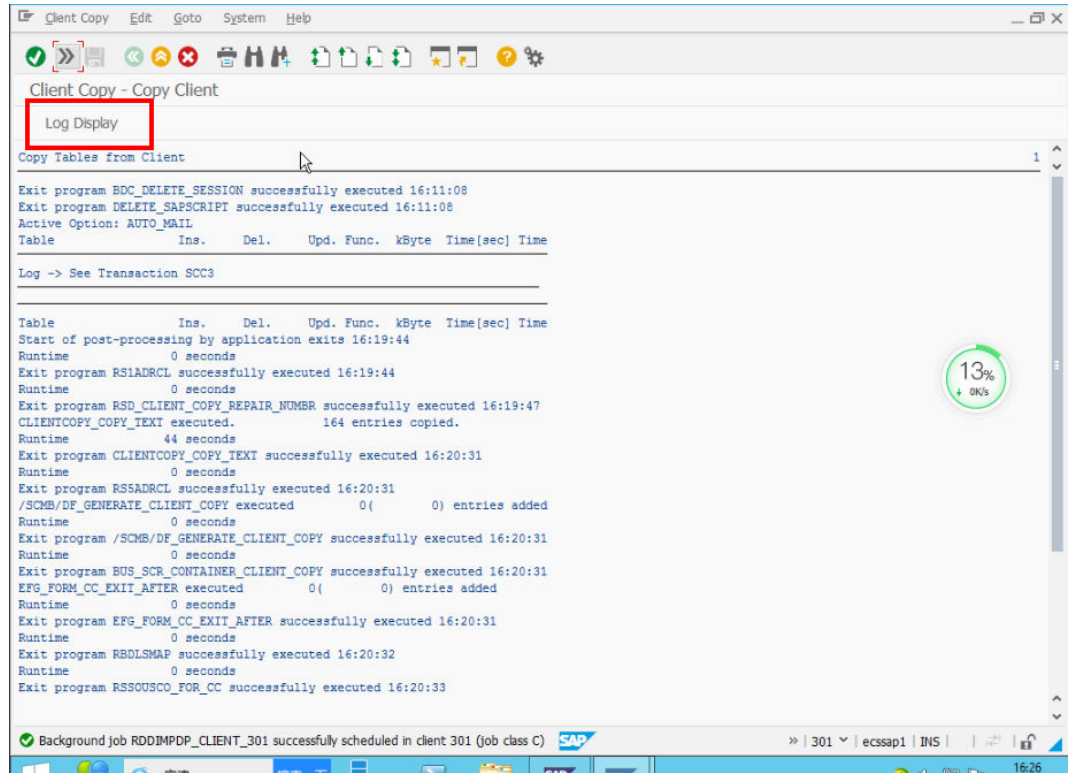 Client Copy Edit Goto System Help
Client Copy - Copy Client
Log Display
Copy Tables from Client 1
Exit program BDC_DELETE_SESSION successfully executed 16:11:08
Exit program DELETE_SAPSCRIPT successfully executed 16:11:08
Active Option: AUTO_MAIL
Table Ins. Del. Upd. Func. kByte Time[sec] Time
Log -> See Transaction SCC3
Table Ins. Del. Upd. Func. kByte Time[sec] Time
Start of post-processing by application exits 16:19:44
Runtime 0 seconds
Exit program RS1ADRCL successfully executed 16:19:44
Runtime 0 seconds
Exit program RSD_CLIENT_COPY_REPAIR_NUMBR successfully executed 16:19:47
CLIENTCOPY_COPY_TEXT executed. 164 entries copied.
Runtime 44 seconds
Exit program CLIENTCOPY_COPY_TEXT successfully executed 16:20:31
Runtime 0 seconds
Exit program RS5ADRCL successfully executed 16:20:31
/SCMB/DF_GENERATE_CLIENT_COPY executed 0( 0) entries added
Runtime 0 seconds
Exit program /SCMB/DF_GENERATE_CLIENT_COPY successfully executed 16:20:31
Runtime 0 seconds
Exit program BUS_SCR_CONTAINER_CLIENT_COPY successfully executed 16:20:31
EFG_FORM_CC_EXIT_AFTER executed 0( 0) entries added
Runtime 0 seconds
Exit program EFG_FORM_CC_EXIT_AFTER successfully executed 16:20:31
Runtime 0 seconds
Exit program RBDLSMAP successfully executed 16:20:32
Runtime 0 seconds
Exit program RSSOUSCO_FOR_CC successfully executed 16:20:33
13%
0K/s
Background job RDDIMPDP_CLIENT_301 successfully scheduled in client 301 (job class C) SAP » 301 ecssap1 INS
16:26